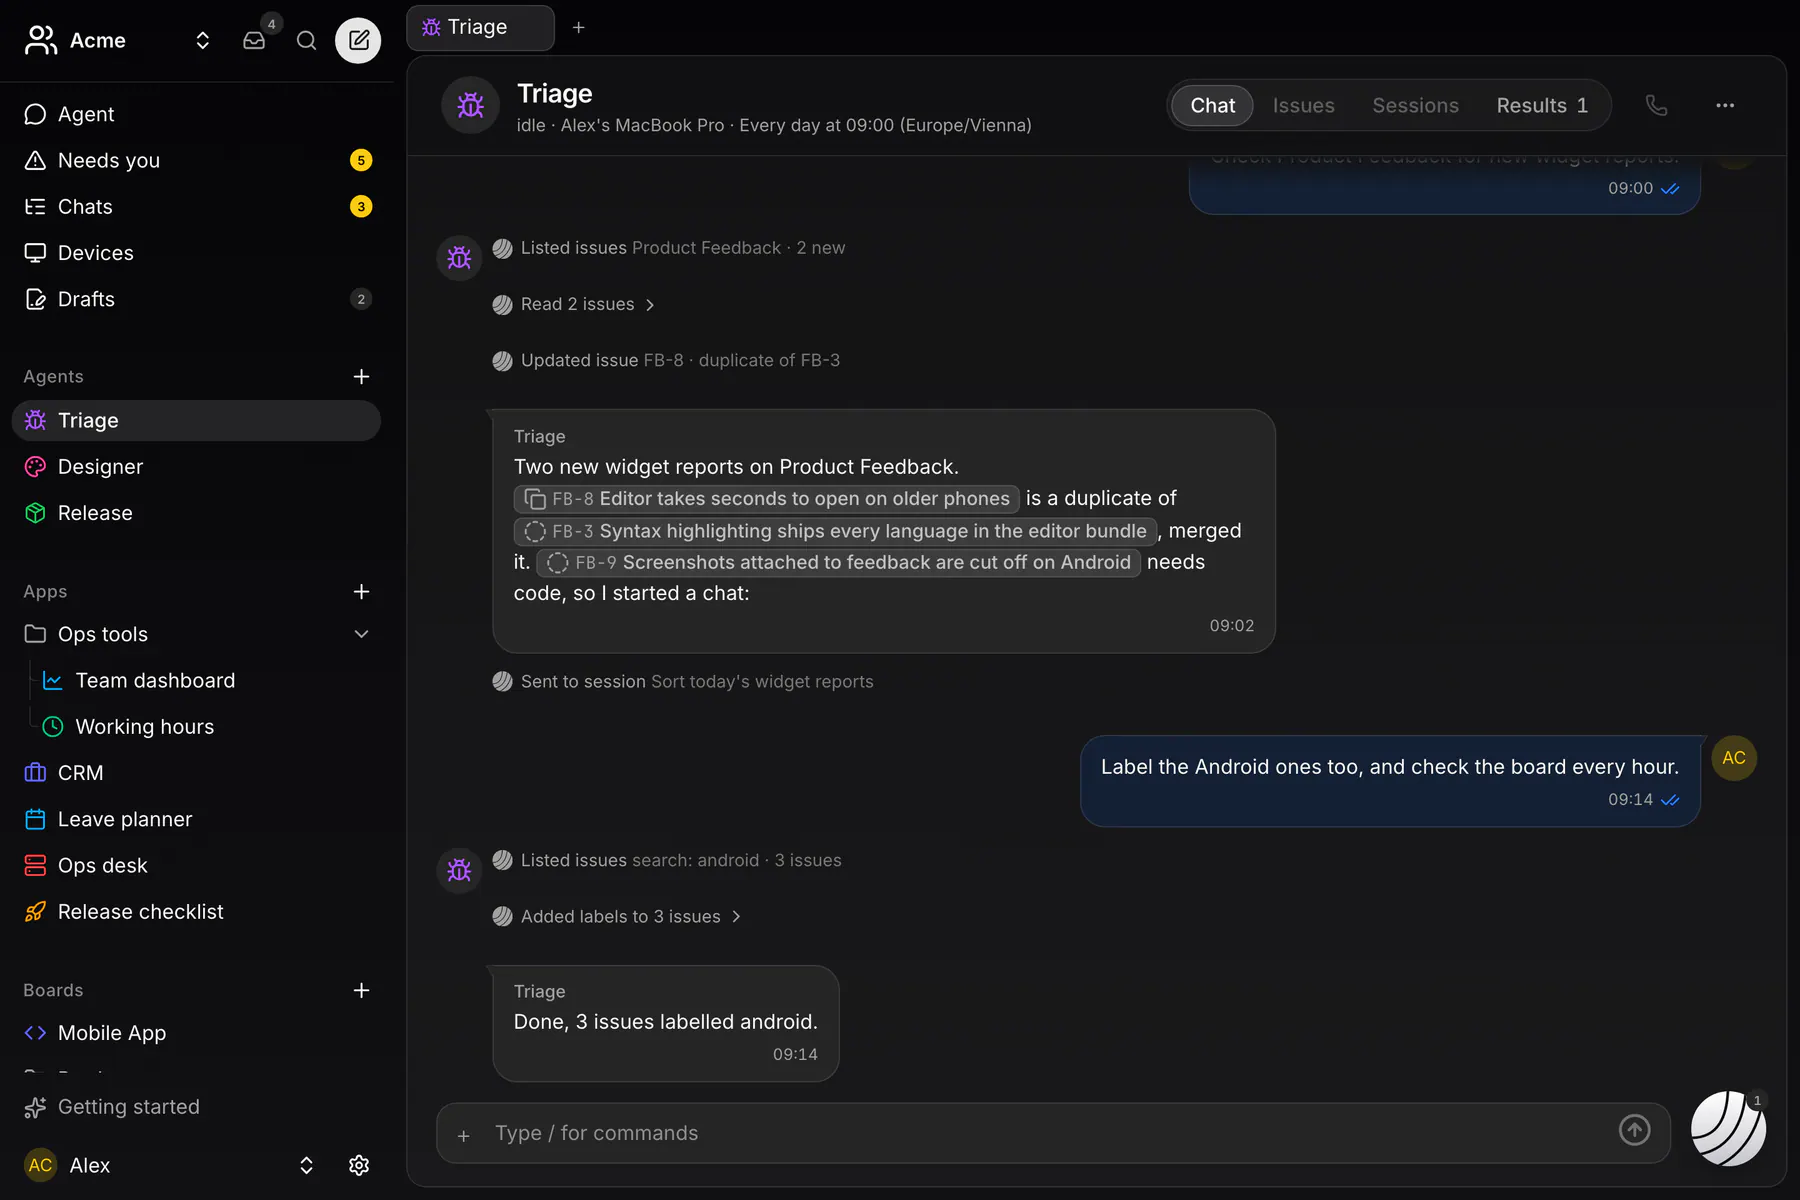 Acme
4
Agent
Needs you
5
Chats
3
Devices
Drafts
2
Agents
Triage
Designer
Release
Apps
Ops tools
Team dashboard
Working hours
CRM
Leave planner
Ops desk
Release checklist
Boards
Mobile App
Getting started
AC
Alex
Triage
Triage
idle · Alex's MacBook Pro · Every day at 09:00 (Europe/Vienna)
Chat
Issues
Sessions
Results 1
Check Product Feedback for new widget reports.
09:00
Listed issues Product Feedback · 2 new
Read 2 issues
Updated issue FB-8 · duplicate of FB-3
Triage
Two new widget reports on Product Feedback.
FB-8 Editor takes seconds to open on older phones is a duplicate of
FB-3 Syntax highlighting ships every language in the editor bundle, merged
it. FB-9 Screenshots attached to feedback are cut off on Android needs
code, so I started a chat:
09:02
Sent to session Sort today's widget reports
Label the Android ones too, and check the board every hour.
09:14
AC
Listed issues search: android · 3 issues
Added labels to 3 issues
Triage
Done, 3 issues labelled android.
09:14
Type / for commands
1